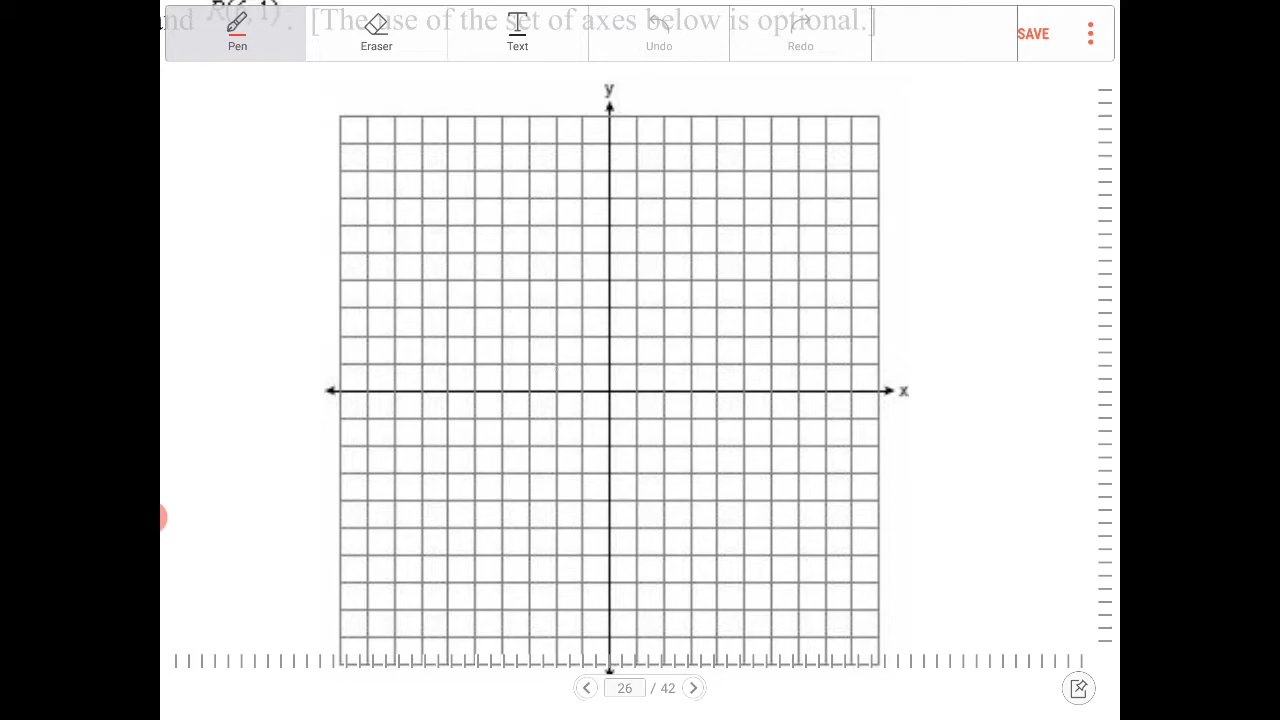 and . [The use of the set of axes below is optional.]
Pen Eraser Text Undo Redo SAVE
y
x
26 / 42